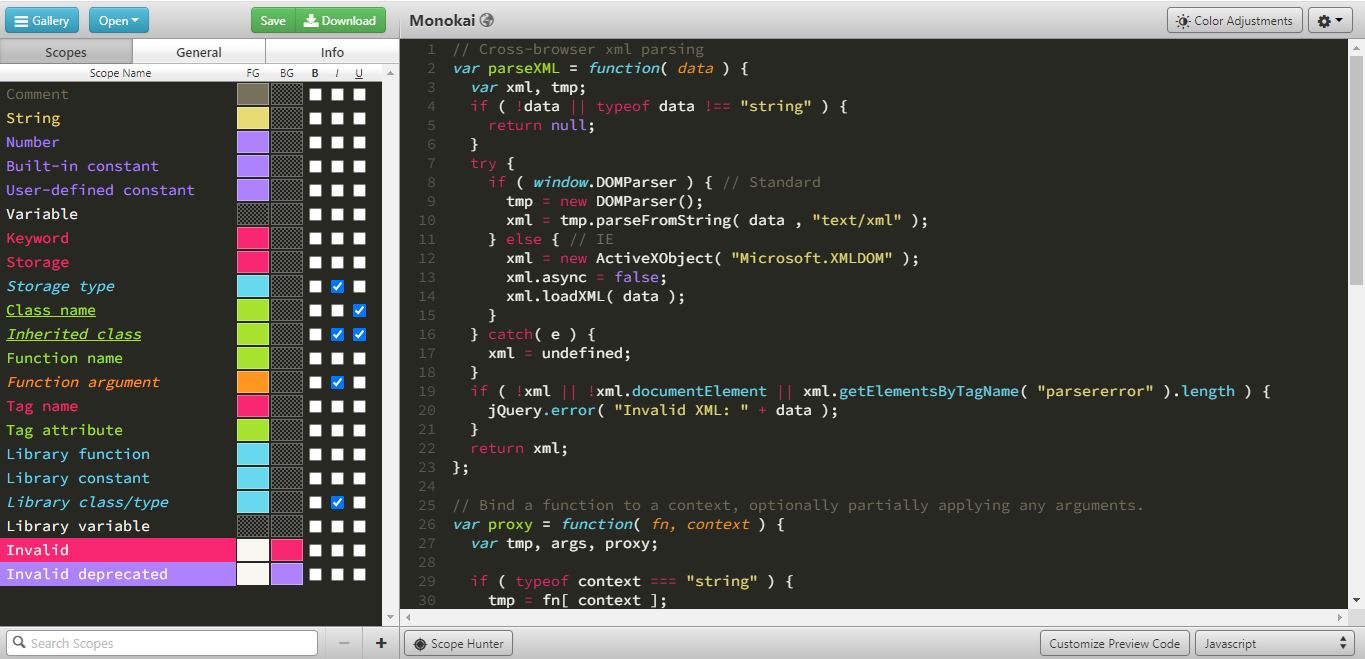 Gallery Open Save Download Monokai Color Adjustments
Scopes General Info
Scope Name FG BG B I U
Comment
String
Number
Built-in constant
User-defined constant
Variable
Keyword
Storage
Storage type
Class name
Inherited class
Function name
Function argument
Tag name
Tag attribute
Library function
Library constant
Library class/type
Library variable
Invalid
Invalid deprecated
Search Scopes
1 // Cross-browser xml parsing
2 var parseXML = function( data ) {
3 var xml, tmp;
4 if ( !data || typeof data !== "string" ) {
5 return null;
6 }
7 try {
8 if ( window.DOMParser ) { // Standard
9 tmp = new DOMParser();
10 xml = tmp.parseFromString( data , "text/xml" );
11 } else { // IE
12 xml = new ActiveXObject( "Microsoft.XMLDOM" );
13 xml.async = false;
14 xml.loadXML( data );
15 }
16 } catch( e ) {
17 xml = undefined;
18 }
19 if ( !xml || !xml.documentElement || xml.getElementsByTagName( "parsererror" ).length ) {
20 jQuery.error( "Invalid XML: " + data );
21 }
22 return xml;
23 };
24
25 // Bind a function to a context, optionally partially applying any arguments.
26 var proxy = function( fn, context ) {
27 var tmp, args, proxy;
28
29 if ( typeof context === "string" ) {
30 tmp = fn[ context ];
Scope Hunter Customize Preview Code Javascript